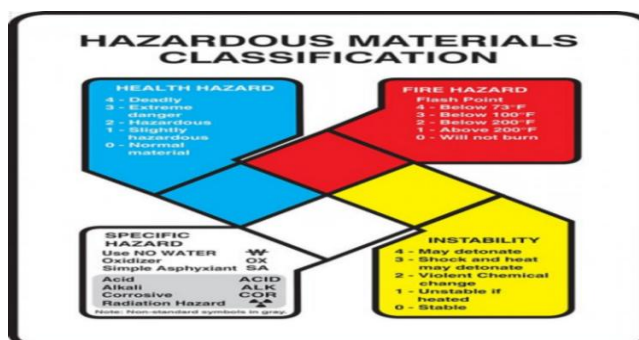 HAZARDOUS MATERIALS
CLASSIFICATION
HEALTH HAZARD
4 - Deadly
3 - Extreme
danger
2 - Hazardous
1 - Slightly
hazardous
0 - Normal
material
FIRE HAZARD
Flash Point
4 - Below 73°F
3 - Below 100°F
2 - Below 200°F
1 - Above 200°F
0 - Will not burn
SPECIFIC
HAZARD
Use NO WATER W
Oxidizer OX
Simple Asphyxiant SA
Acid ACID
Alkali ALK
Corrosive COR
Radiation Hazard
Note: Non-standard symbols in gray.
INSTABILITY
4 - May detonate
3 - Shock and heat
may detonate
2 - Violent Chemical
change
1 - Unstable if
heated
0 - Stable